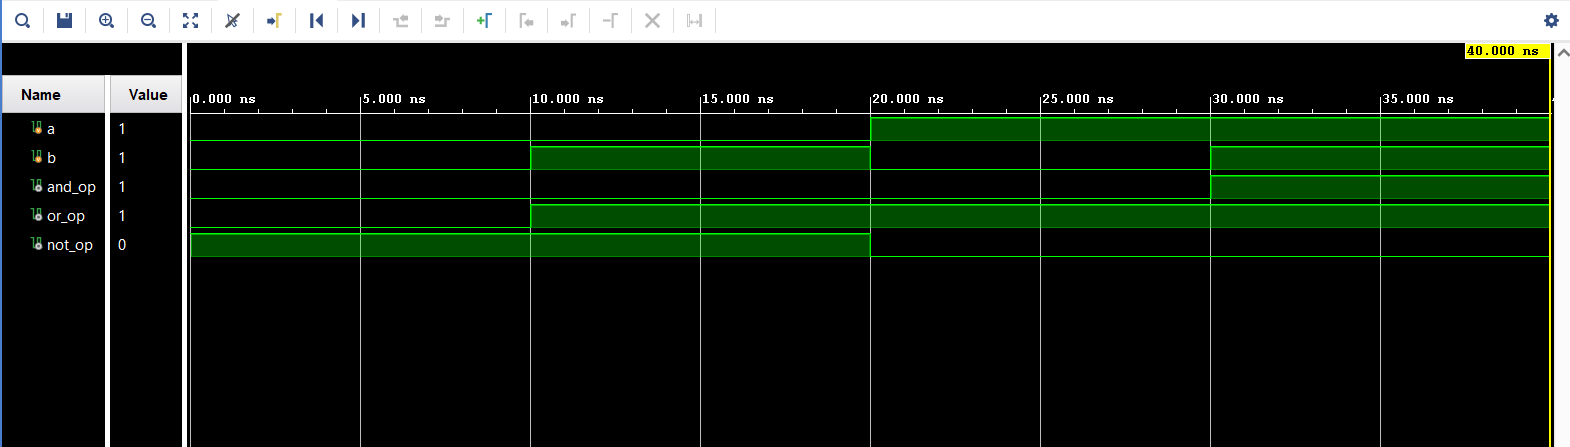 40.000 ns
Name Value 0.000 ns 5.000 ns 10.000 ns 15.000 ns 20.000 ns 25.000 ns 30.000 ns 35.000 ns
a 1
b 1
and_op 1
or_op 1
not_op 0